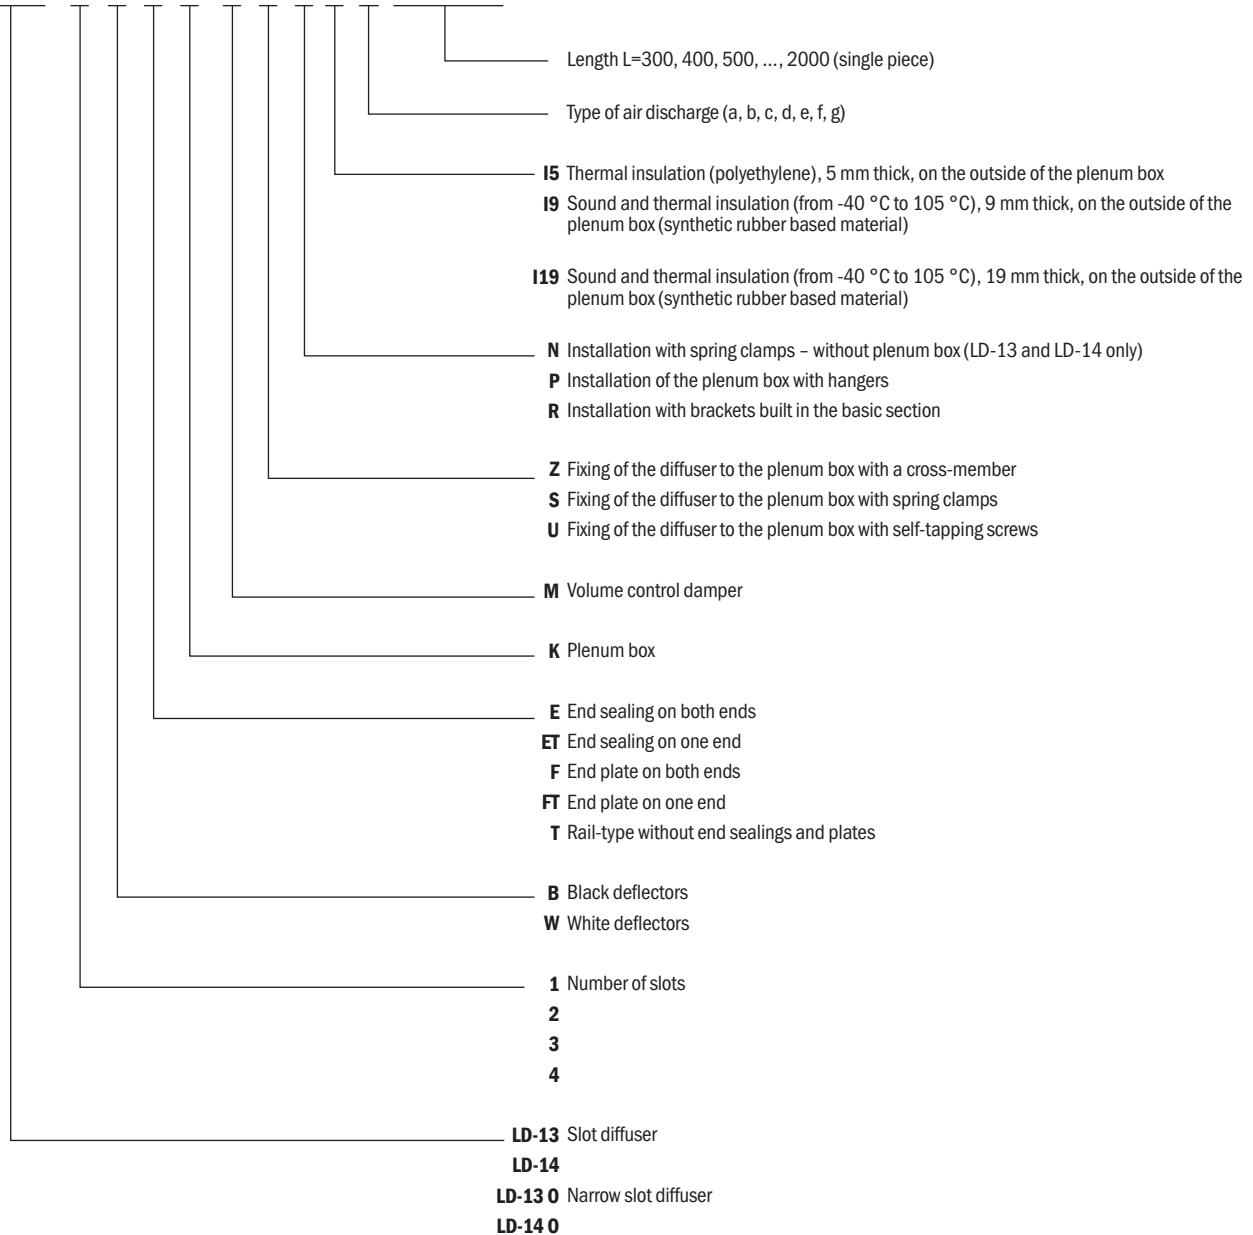 Length L=300, 400, 500, ..., 2000 (single piece)
Type of air discharge (a, b, c, d, e, f, g)
I5 Thermal insulation (polyethylene), 5 mm thick, on the outside of the plenum box
I9 Sound and thermal insulation (from -40 °C to 105 °C), 9 mm thick, on the outside of the
plenum box (synthetic rubber based material)
I19 Sound and thermal insulation (from -40 °C to 105 °C), 19 mm thick, on the outside of the
plenum box (synthetic rubber based material)
N Installation with spring clamps – without plenum box (LD-13 and LD-14 only)
P Installation of the plenum box with hangers
R Installation with brackets built in the basic section
Z Fixing of the diffuser to the plenum box with a cross-member
S Fixing of the diffuser to the plenum box with spring clamps
U Fixing of the diffuser to the plenum box with self-tapping screws
M Volume control damper
K Plenum box
E End sealing on both ends
ET End sealing on one end
F End plate on both ends
FT End plate on one end
T Rail-type without end sealings and plates
B Black deflectors
W White deflectors
1 Number of slots
2
3
4
LD-13 Slot diffuser
LD-14
LD-13 O Narrow slot diffuser
LD-14 O